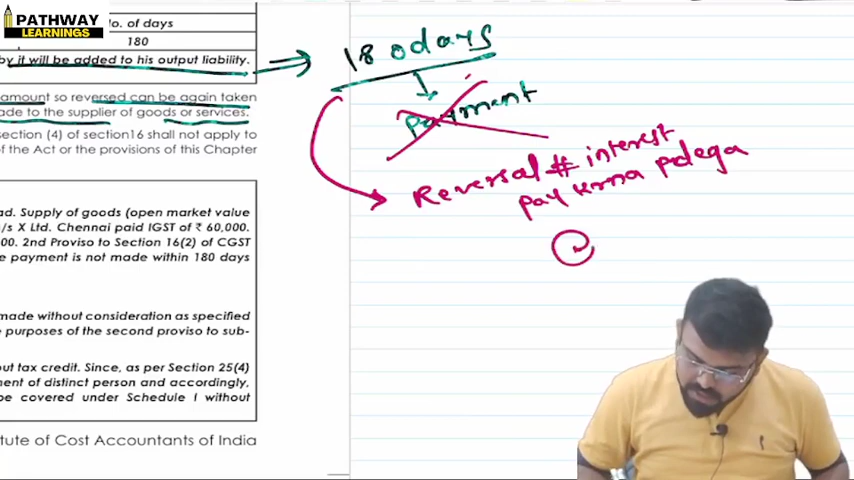 PATHWAY
LEARNINGS
o. of days
180
by it will be added to his output liability.
amount so reversed can be again taken
ade to the supplier of goods or services.
section (4) of section16 shall not apply to
of the Act or the provisions of this Chapter
ad. Supply of goods (open market value
/s X Ltd. Chennai paid IGST of ₹ 60,000.
00. 2nd Proviso to Section 16(2) of CGST
e payment is not made within 180 days
made without consideration as specified
e purposes of the second proviso to sub-
out tax credit. Since, as per Section 25(4)
ment of distinct person and accordingly,
be covered under Schedule I without
tute of Cost Accountants of India
180days
Payment
Reversal # interest
pay krna pdega